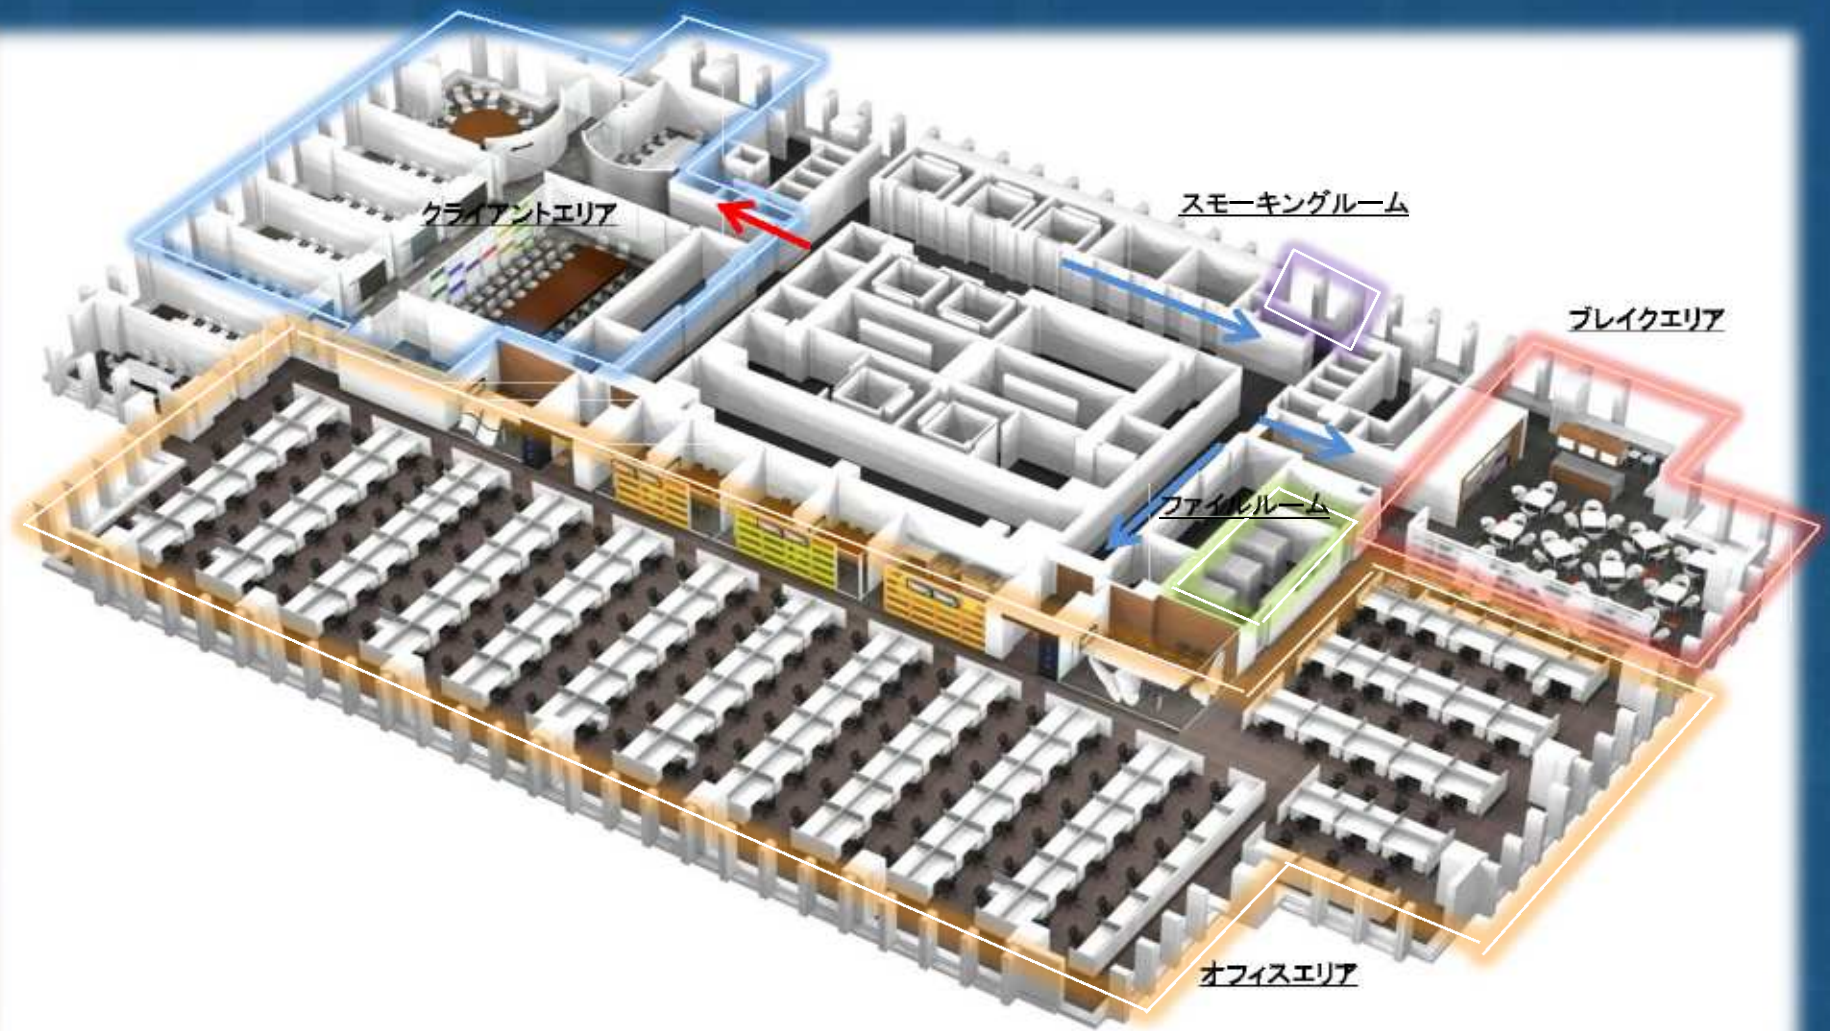 スモーキングルーム
クライアントエリア
ブレイクエリア
ファイルルーム
オフィスエリア